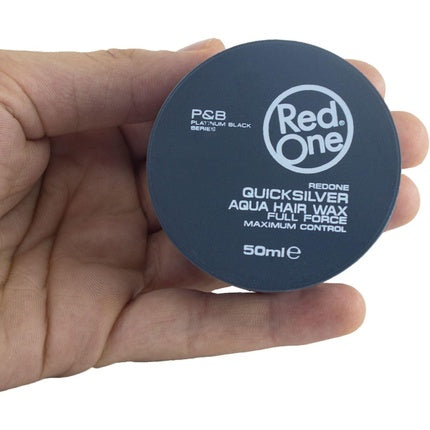 P&B
PLATINUM BLACK
SERIES
Red®
One
REDONE
QUICKSILVER
AQUA HAIR WAX
FULL FORCE
MAXIMUM CONTROL
50ml ℮